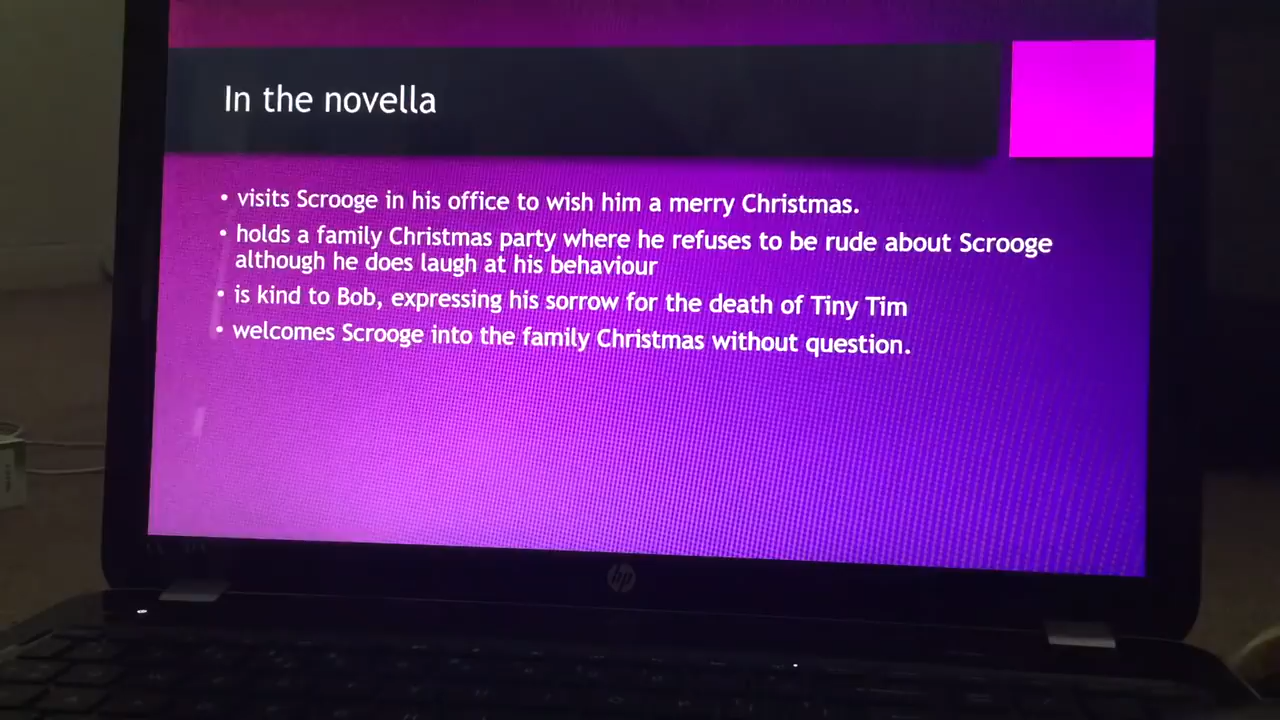 In the novella
• visits Scrooge in his office to wish him a merry Christmas.
• holds a family Christmas party where he refuses to be rude about Scrooge
although he does laugh at his behaviour
• is kind to Bob, expressing his sorrow for the death of Tiny Tim
• welcomes Scrooge into the family Christmas without question.
hp